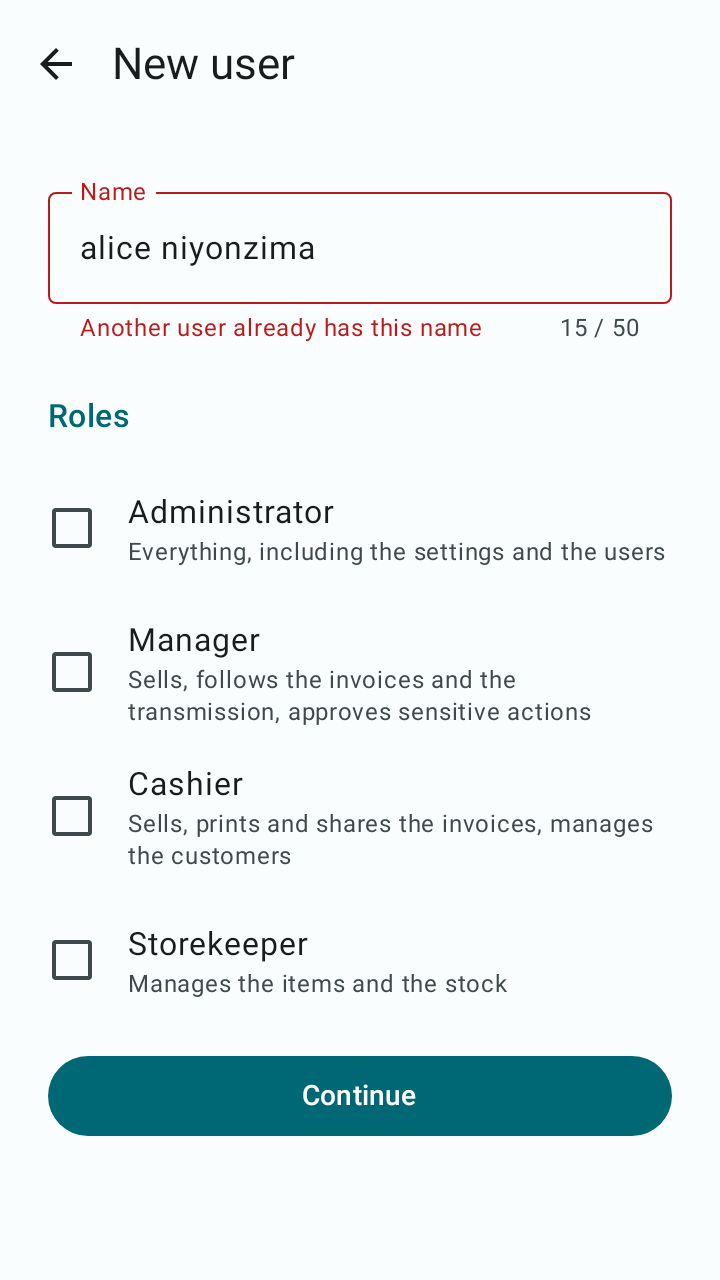 New user
Name
alice niyonzima
Another user already has this name
15 / 50
Roles
Administrator
Everything, including the settings and the users
Manager
Sells, follows the invoices and the
transmission, approves sensitive actions
Cashier
Sells, prints and shares the invoices, manages
the customers
Storekeeper
Manages the items and the stock
Continue